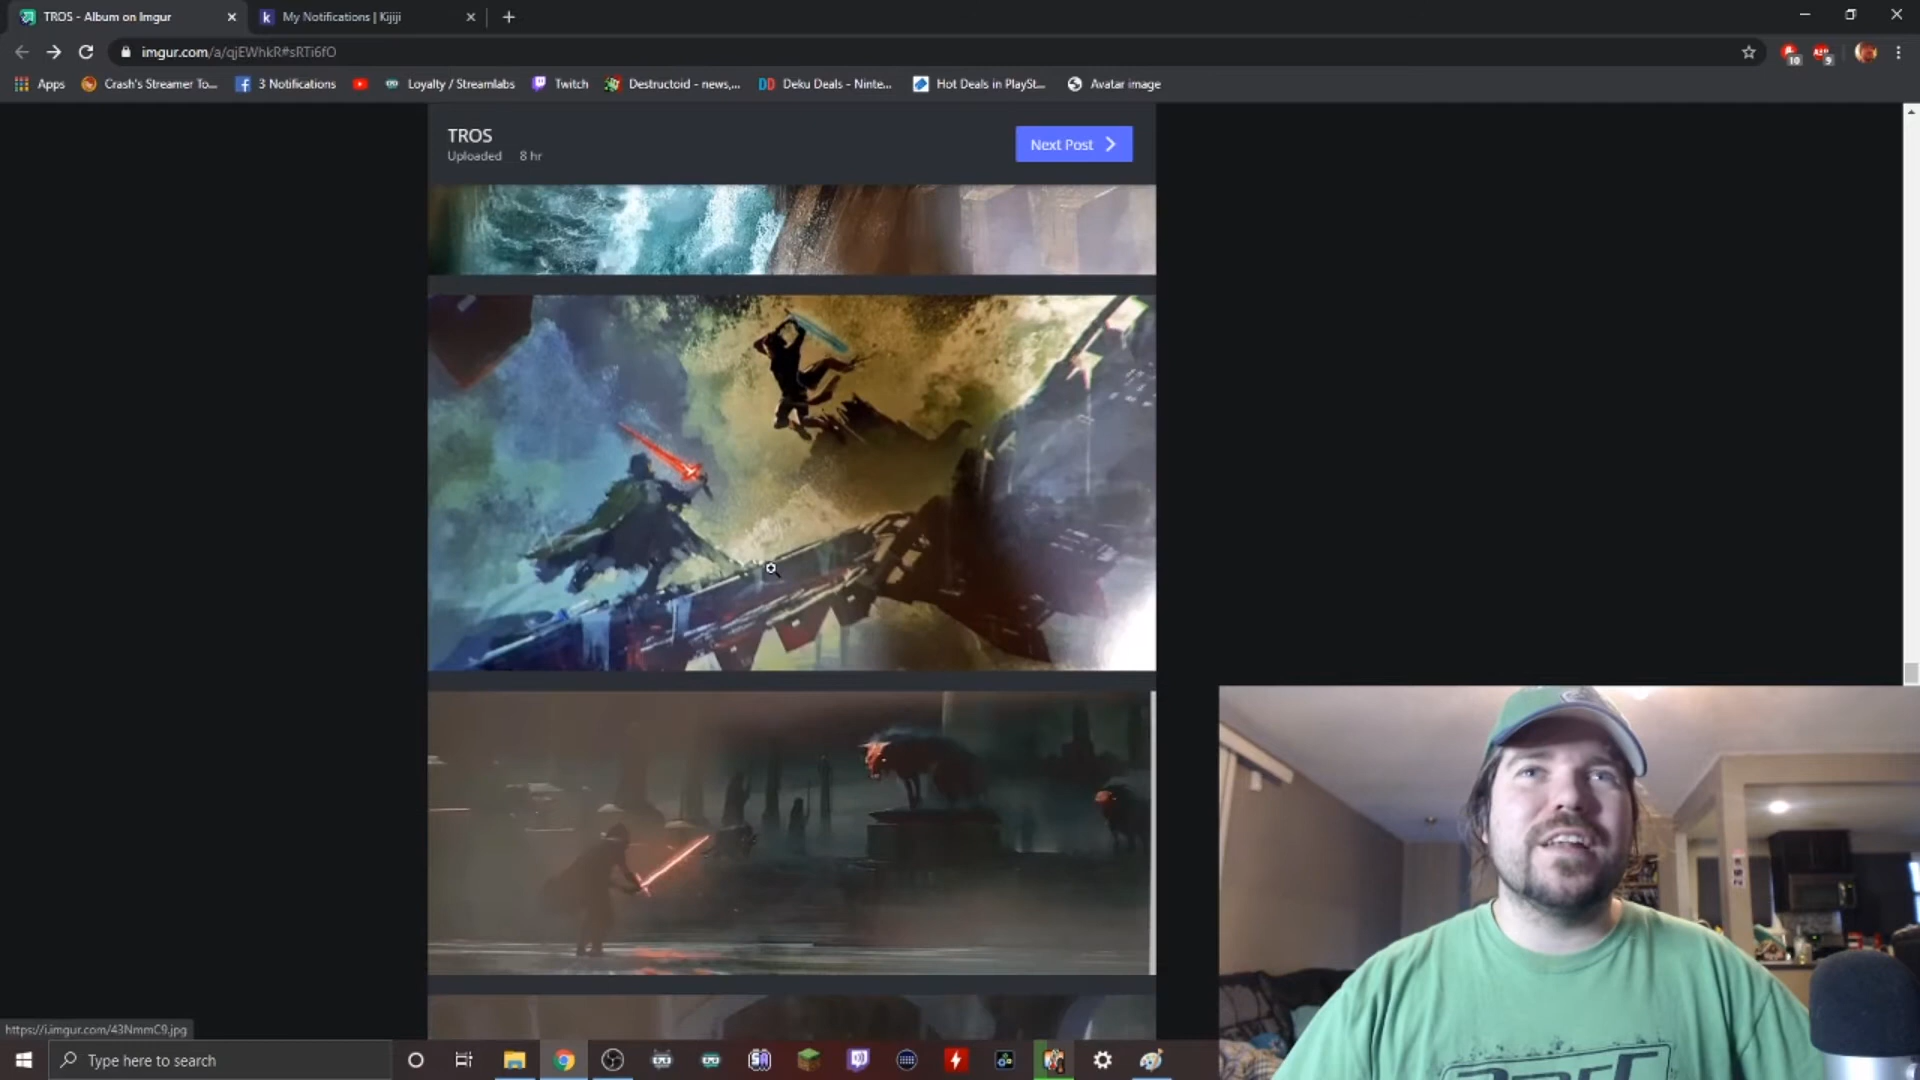 TROS - Album on Imgur
My Notifications | Kijiji
imgur.com/a/qjEWhkR#sRTi6fO
10
9
Apps
Crash's Streamer To...
3 Notifications
Loyalty / Streamlabs
Twitch
Destructoid - news,...
Deku Deals - Ninte...
Hot Deals in PlaySt...
Avatar image
TROS
Uploaded 8 hr
Next Post
https://i.imgur.com/43NmmC9.jpg
Type here to search